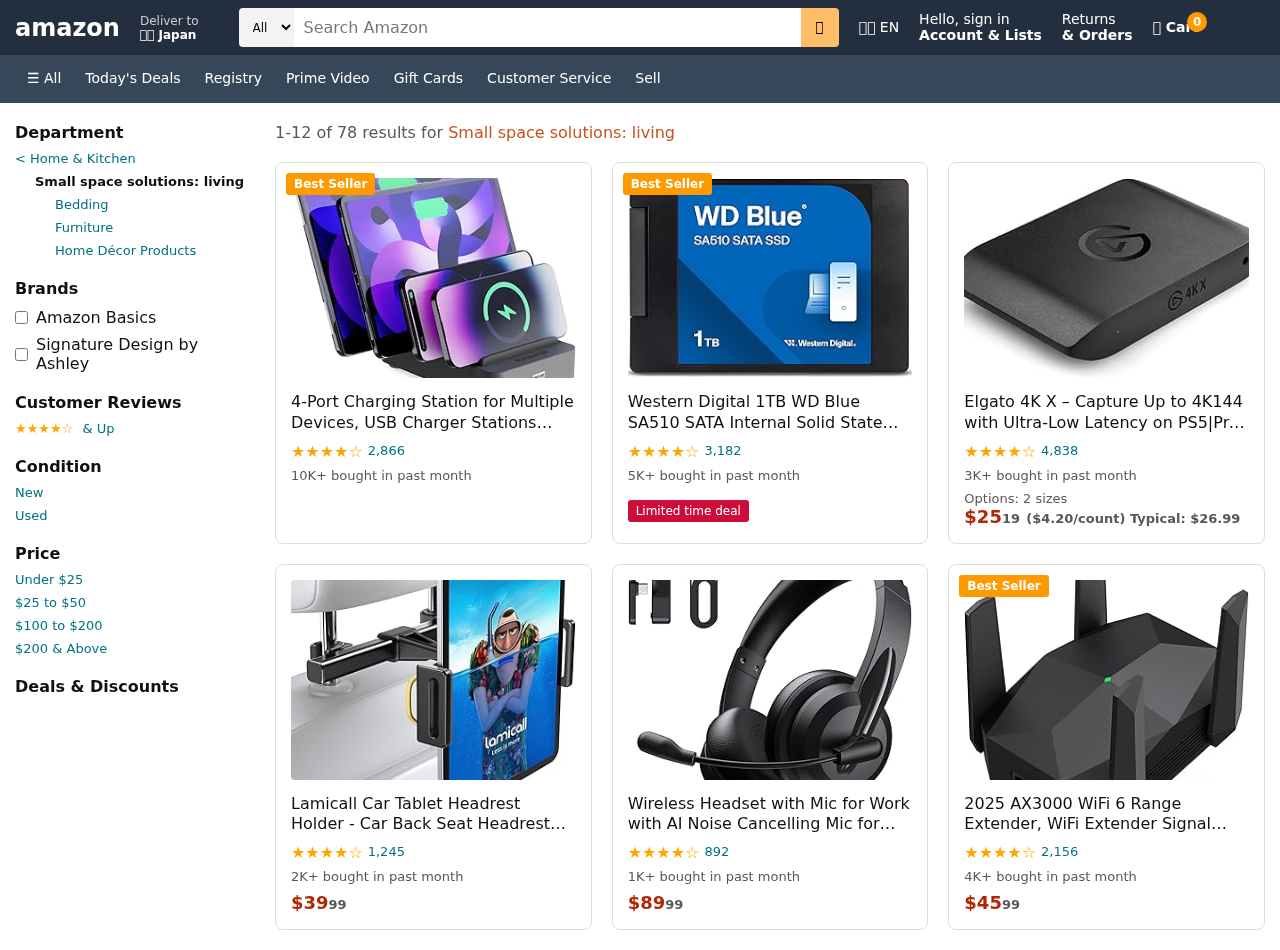 amazon
Deliver to
Japan
All
Search Amazon
EN
Hello, sign in
Account & Lists
Returns
& Orders
0
☰ All
Today's Deals
Registry
Prime Video
Gift Cards
Customer Service
Sell
Department
< Home & Kitchen
Small space solutions: living
Bedding
Furniture
Home Décor Products
Brands
Amazon Basics
Signature Design by
Ashley
Customer Reviews
★★★★☆ & Up
Condition
New
Used
Price
Under $25
$25 to $50
$100 to $200
$200 & Above
Deals & Discounts
1-12 of 78 results for Small space solutions: living
Best Seller
4-Port Charging Station for Multiple
Devices, USB Charger Stations…
★★★★☆ 2,866
10K+ bought in past month
Best Seller
WD Blue
SA510 SATA SSD
1TB
Western Digital.
Western Digital 1TB WD Blue
SA510 SATA Internal Solid State…
★★★★☆ 3,182
5K+ bought in past month
Limited time deal
4KX
Elgato 4K X – Capture Up to 4K144
with Ultra-Low Latency on PS5|Pr…
★★★★☆ 4,838
3K+ bought in past month
Options: 2 sizes
$2519 ($4.20/count) Typical: $26.99
lamicall
Less is more
Lamicall Car Tablet Headrest
Holder - Car Back Seat Headrest…
★★★★☆ 1,245
2K+ bought in past month
$3999
Wireless Headset with Mic for Work
with AI Noise Cancelling Mic for…
★★★★☆ 892
1K+ bought in past month
$8999
Best Seller
2025 AX3000 WiFi 6 Range
Extender, WiFi Extender Signal…
★★★★☆ 2,156
4K+ bought in past month
$4599